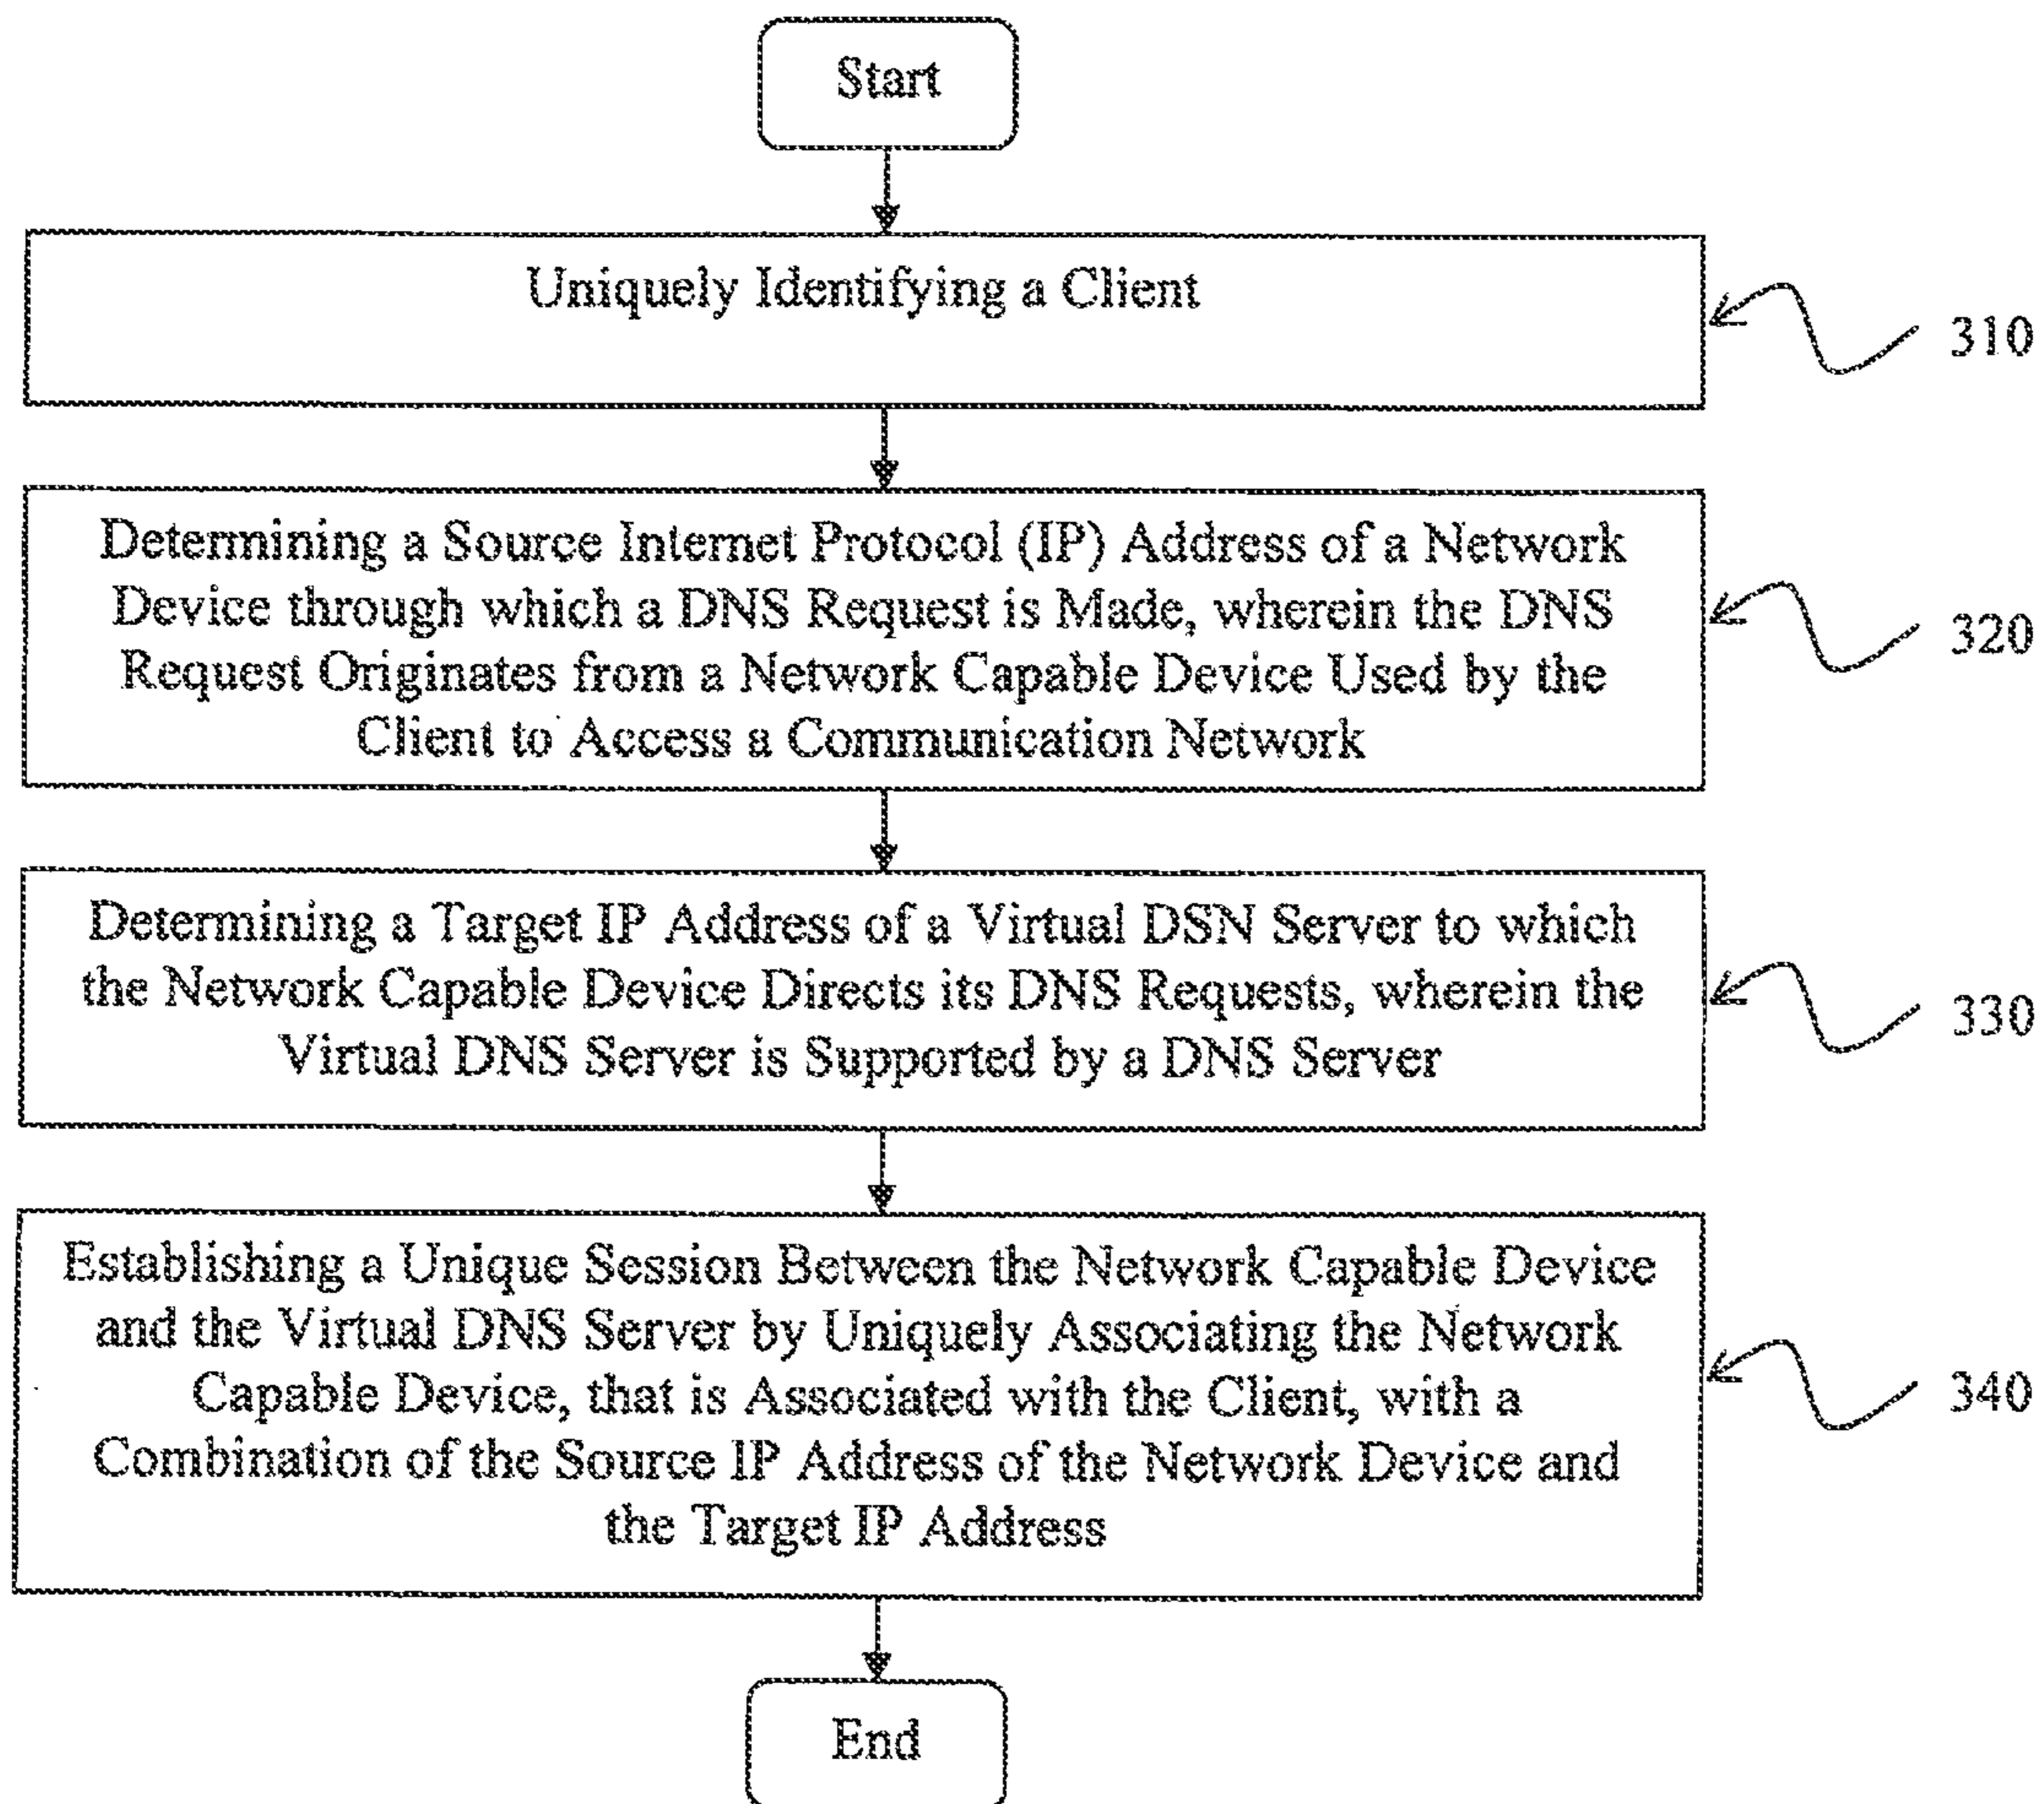 Start
Uniquely Identifying a Client
310
Determining a Source Internet Protocol (IP) Address of a Network
Device through which a DNS Request is Made, wherein the DNS
Request Originates from a Network Capable Device Used by the
Client to Access a Communication Network
320
Determining a Target IP Address of a Virtual DSN Server to which
the Network Capable Device Directs its DNS Requests, wherein the
Virtual DNS Server is Supported by a DNS Server
330
Establishing a Unique Session Between the Network Capable Device
and the Virtual DNS Server by Uniquely Associating the Network
Capable Device, that is Associated with the Client, with a
Combination of the Source IP Address of the Network Device and
the Target IP Address
340
End